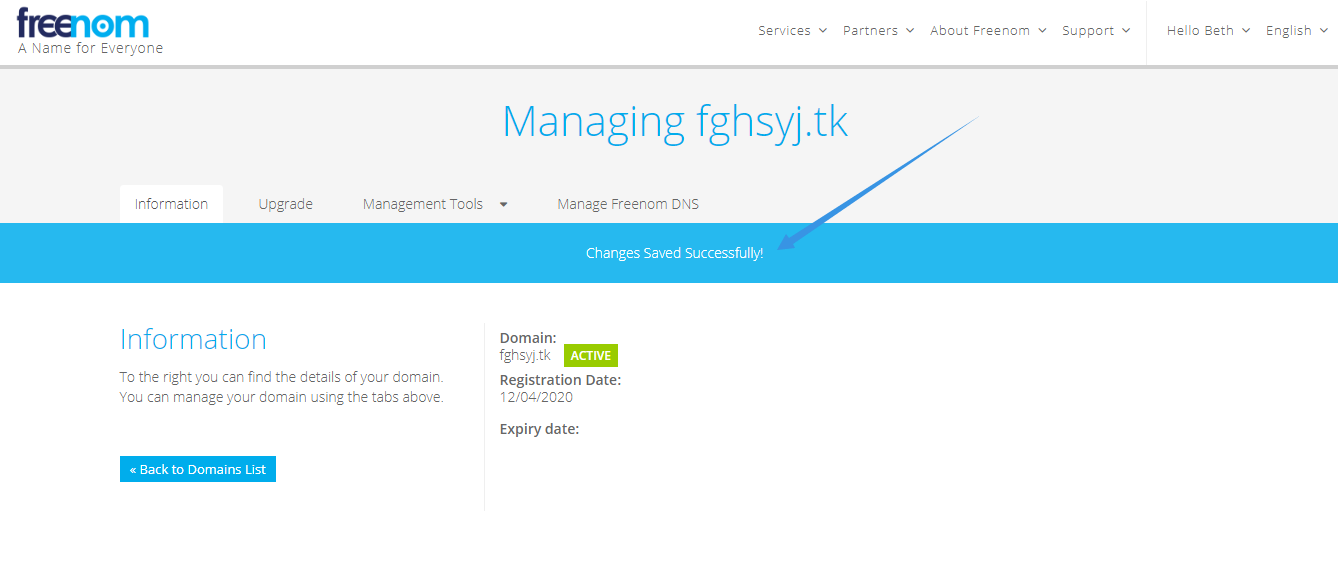 freenom
A Name for Everyone
Services Partners About Freenom Support Hello Beth English
Managing fghsyj.tk
Information Upgrade Management Tools Manage Freenom DNS
Changes Saved Successfully!
Information
To the right you can find the details of your domain.
You can manage your domain using the tabs above.
« Back to Domains List
Domain:
fghsyj.tk ACTIVE
Registration Date:
12/04/2020
Expiry date: